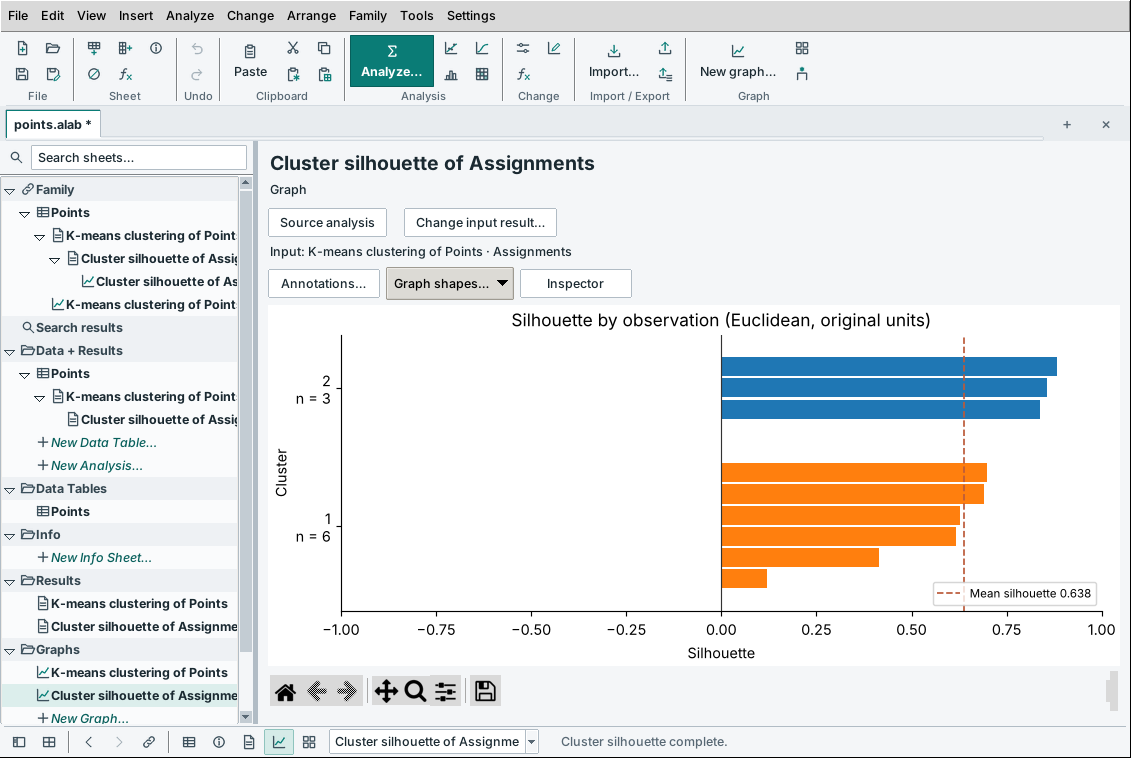 File Edit View Insert Analyze Change Arrange Family Tools Settings
Paste Analyze... Import... New graph...
File Sheet Undo Clipboard Analysis Change Import / Export Graph
points.alab *
Search sheets...
Family
Points
K-means clustering of Point
Cluster silhouette of Assig
Cluster silhouette of As
K-means clustering of Point
Search results
Data + Results
Points
K-means clustering of Point
Cluster silhouette of Assig
New Data Table...
New Analysis...
Data Tables
Points
Info
New Info Sheet...
Results
K-means clustering of Points
Cluster silhouette of Assignme
Graphs
K-means clustering of Points
Cluster silhouette of Assignme
New Graph...
Cluster silhouette of Assignments
Graph
Source analysis Change input result...
Input: K-means clustering of Points · Assignments
Annotations... Graph shapes... Inspector
Silhouette by observation (Euclidean, original units)
2
n = 3
Cluster
1
n = 6
Mean silhouette 0.638
−1.00 −0.75 −0.50 −0.25 0.00 0.25 0.50 0.75 1.00
Silhouette
Cluster silhouette of Assignme Cluster silhouette complete.